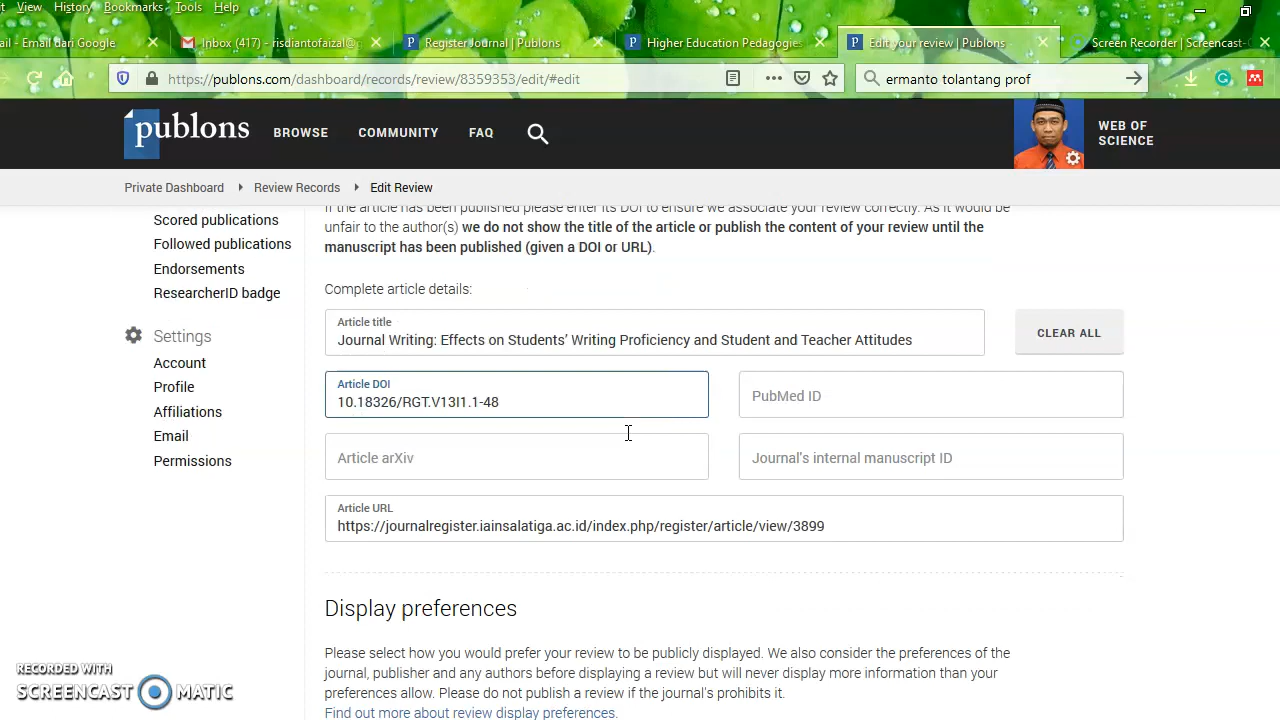 View History Bookmarks Tools Help
ail - Email dari Google
Inbox (417) - risdiantofaizal@g
Register Journal | Publons
Higher Education Pedagogies
Edit your review | Publons
Screen Recorder | Screencast-O
https://publons.com/dashboard/records/review/8359353/edit/#edit
ermanto tolantang prof
publons
BROWSE
COMMUNITY
FAQ
WEB OF SCIENCE
Private Dashboard
Review Records
Edit Review
Scored publications
Followed publications
Endorsements
ResearcherID badge
Settings
Account
Profile
Affiliations
Email
Permissions
If the article has been published please enter its DOI to ensure we associate your review correctly. As it would be
unfair to the author(s) we do not show the title of the article or publish the content of your review until the
manuscript has been published (given a DOI or URL).
Complete article details:
Article title
Journal Writing: Effects on Students' Writing Proficiency and Student and Teacher Attitudes
CLEAR ALL
Article DOI
10.18326/RGT.V13I1.1-48
PubMed ID
Article arXiv
Journal's internal manuscript ID
Article URL
https://journalregister.iainsalatiga.ac.id/index.php/register/article/view/3899
Display preferences
Please select how you would prefer your review to be publicly displayed. We also consider the preferences of the
journal, publisher and any authors before displaying a review but will never display more information than your
preferences allow. Please do not publish a review if the journal's prohibits it.
Find out more about review display preferences.
RECORDED WITH
SCREENCAST MATIC